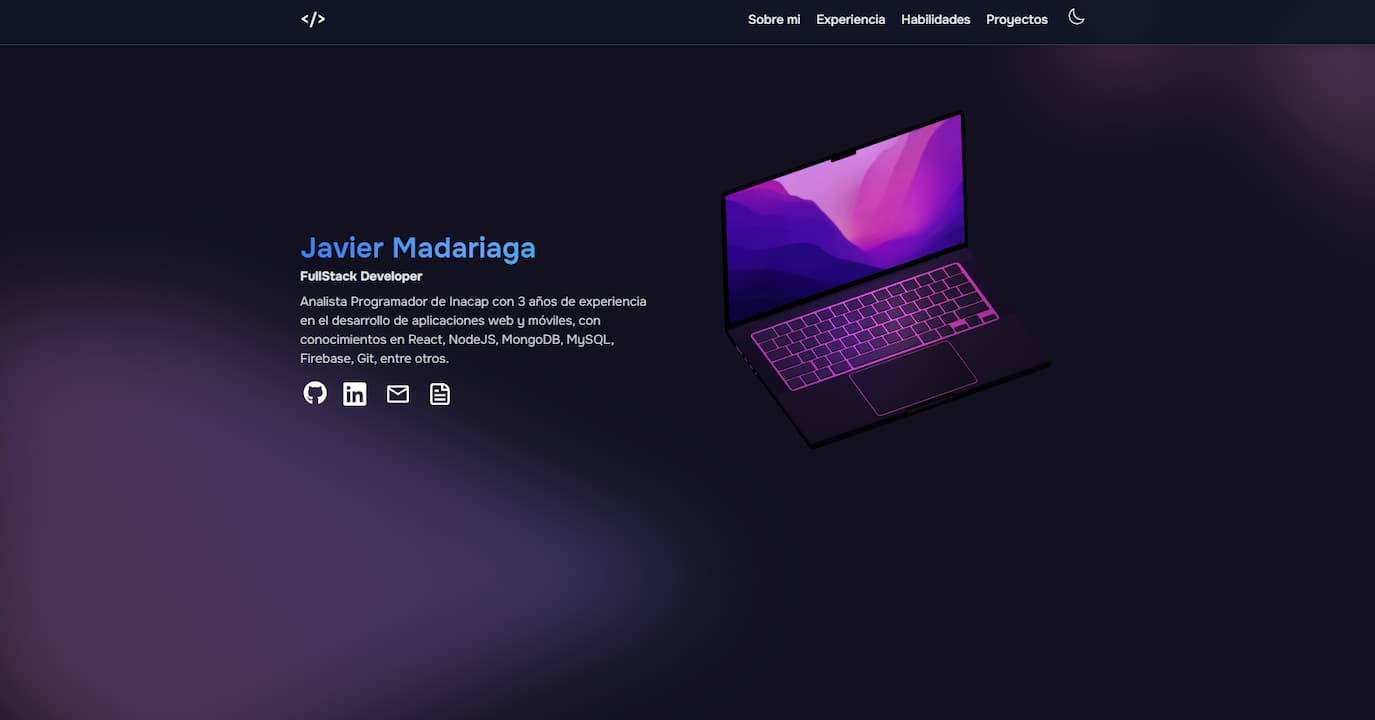 </>
Sobre mi Experiencia Habilidades Proyectos
Javier Madariaga
FullStack Developer
Analista Programador de Inacap con 3 años de experiencia
en el desarrollo de aplicaciones web y móviles, con
conocimientos en React, NodeJS, MongoDB, MySQL,
Firebase, Git, entre otros.
in